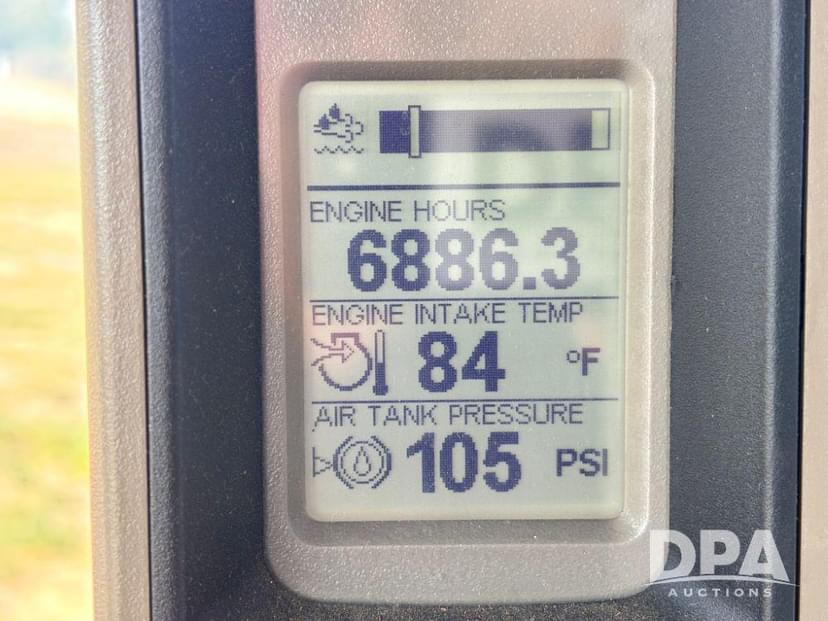 ENGINE HOURS
6886.3
ENGINE INTAKE TEMP
84 °F
AIR TANK PRESSURE
105 PSI
DPA
AUCTIONS